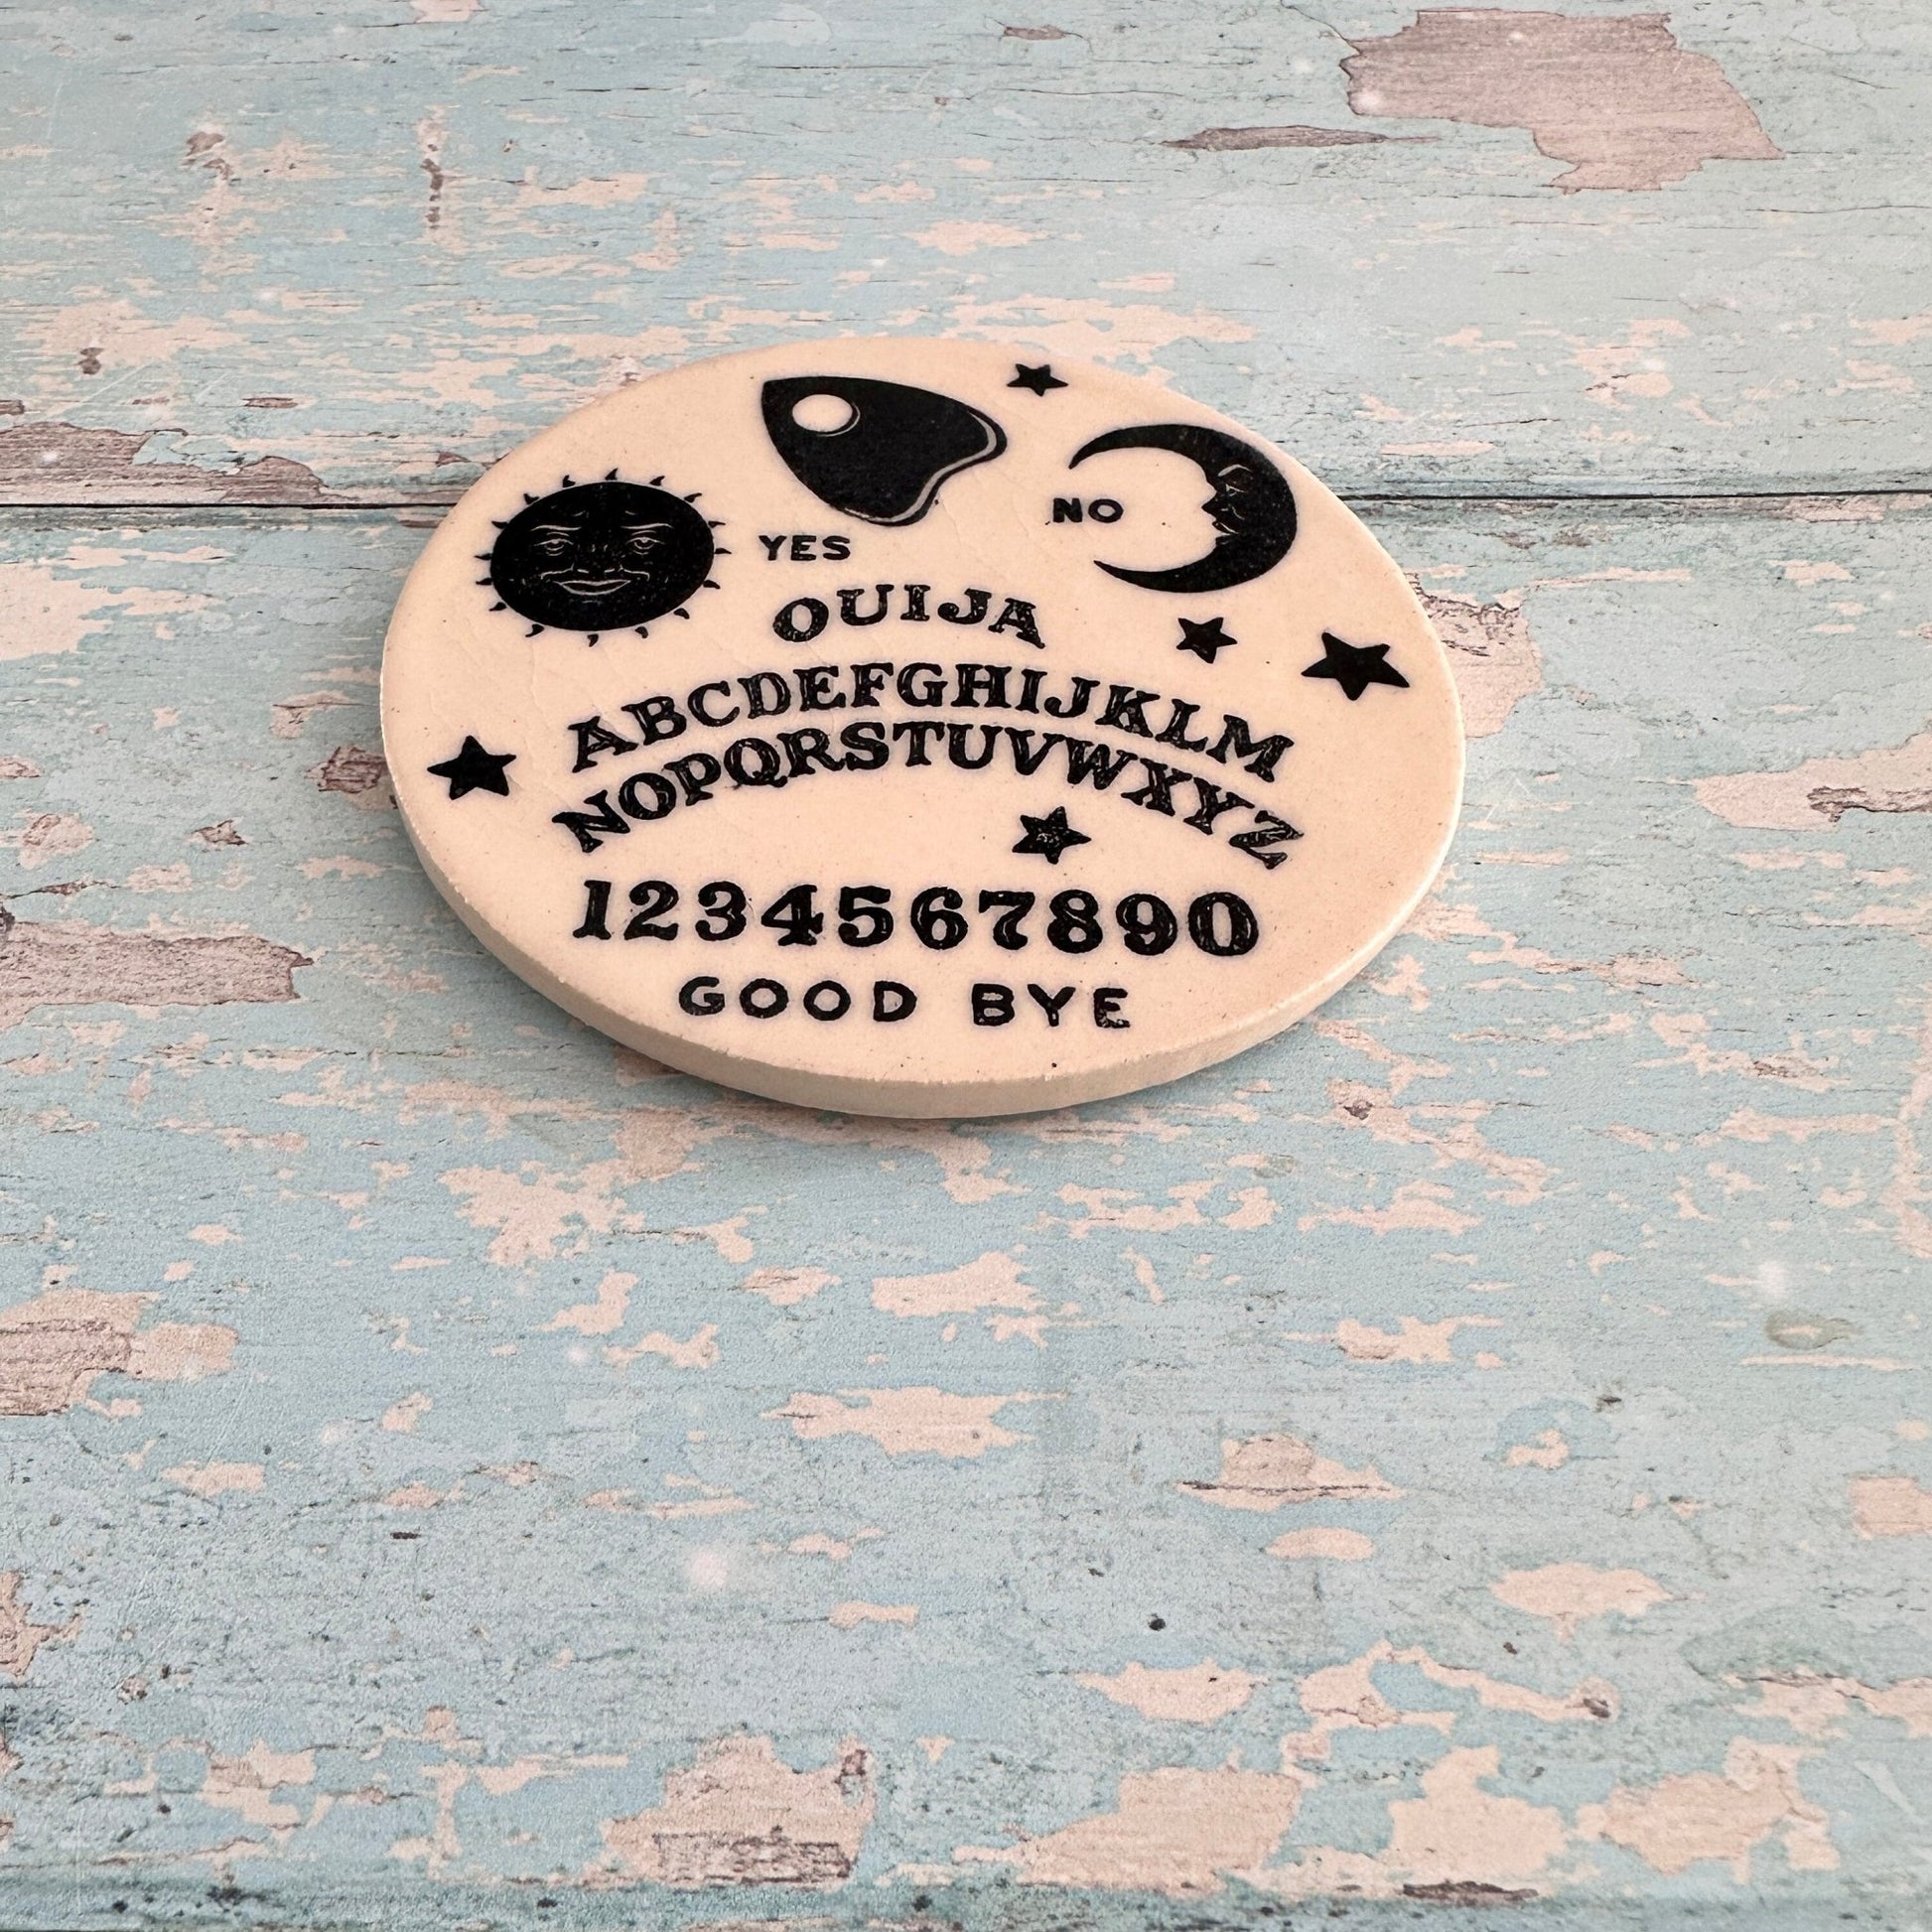 YES
NO
OUIJA
ABCDEFGHIJKLM
NOPQRSTUVWXYZ
1234567890
GOOD BYE